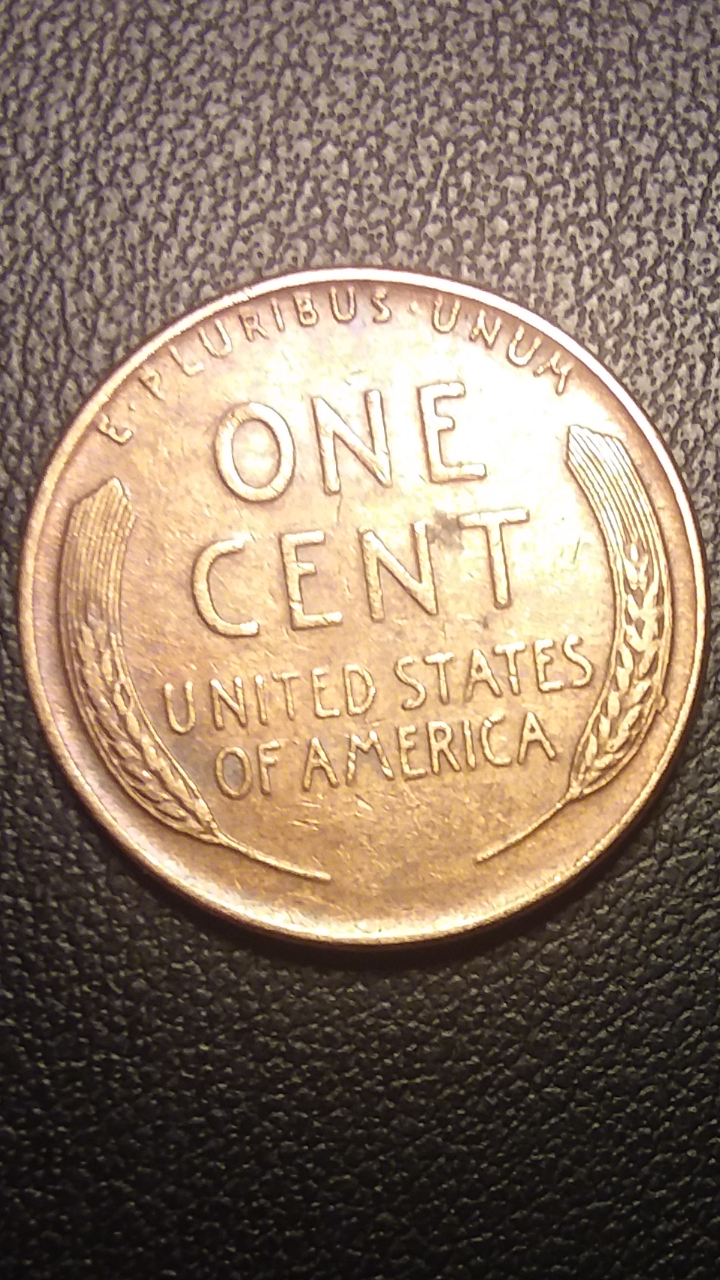 E·PLURIBUS·UNUM
ONE
CENT
UNITED STATES
OF AMERICA